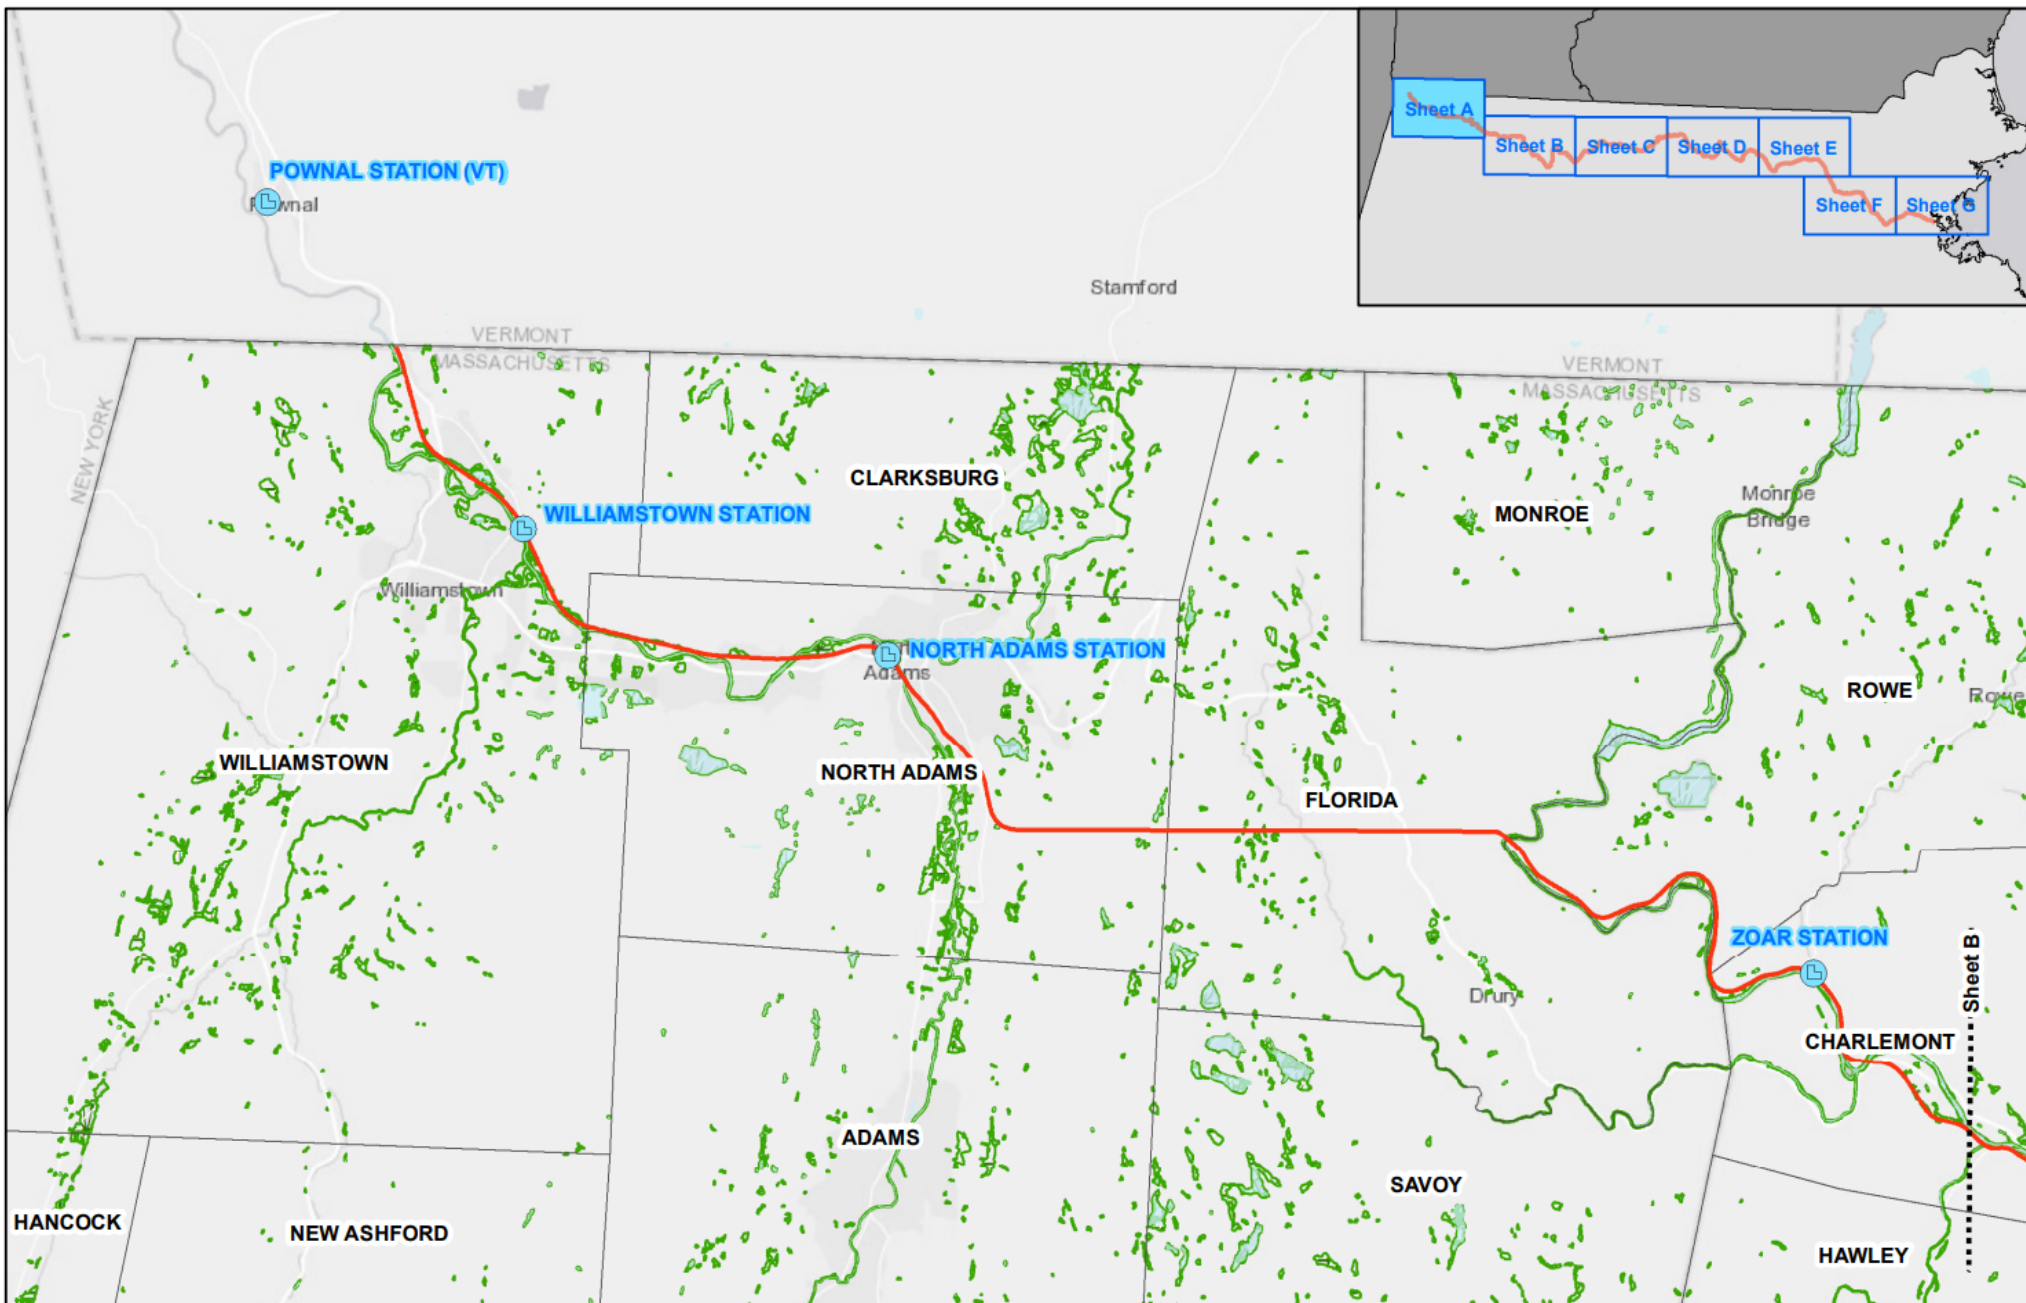 Sheet A
Sheet B
Sheet C
Sheet D
Sheet E
Sheet F
Sheet G
POWNAL STATION (VT)
Pownal
Stamford
VERMONT
MASSACHUSETTS
VERMONT
MASSACHUSETTS
NEW YORK
CLARKSBURG
MONROE
Monroe
Bridge
WILLIAMSTOWN STATION
Williamstown
NORTH ADAMS STATION
Adams
ROWE
Rowe
WILLIAMSTOWN
NORTH ADAMS
FLORIDA
ZOAR STATION
Sheet B
Drury
CHARLEMONT
ADAMS
SAVOY
HANCOCK
NEW ASHFORD
HAWLEY